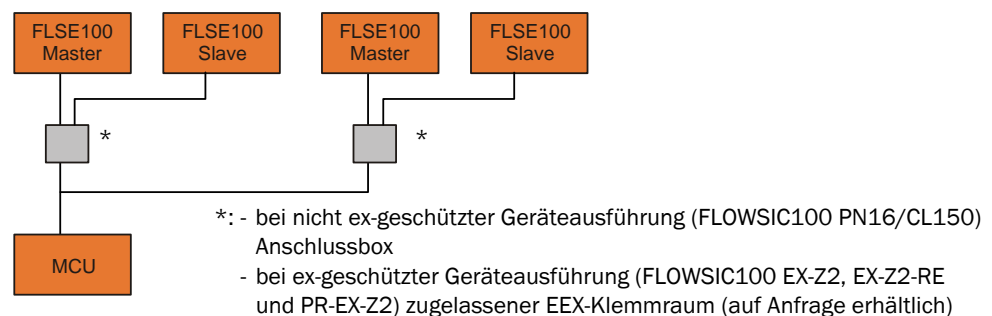 FLSE100
Master
FLSE100
Slave
FLSE100
Master
FLSE100
Slave
*
*
MCU
*: - bei nicht ex-geschützter Geräteausführung (FLOWSIC100 PN16/CL150)
Anschlussbox
- bei ex-geschützter Geräteausführung (FLOWSIC100 EX-Z2, EX-Z2-RE
und PR-EX-Z2) zugelassener EEX-Klemmraum (auf Anfrage erhältlich)